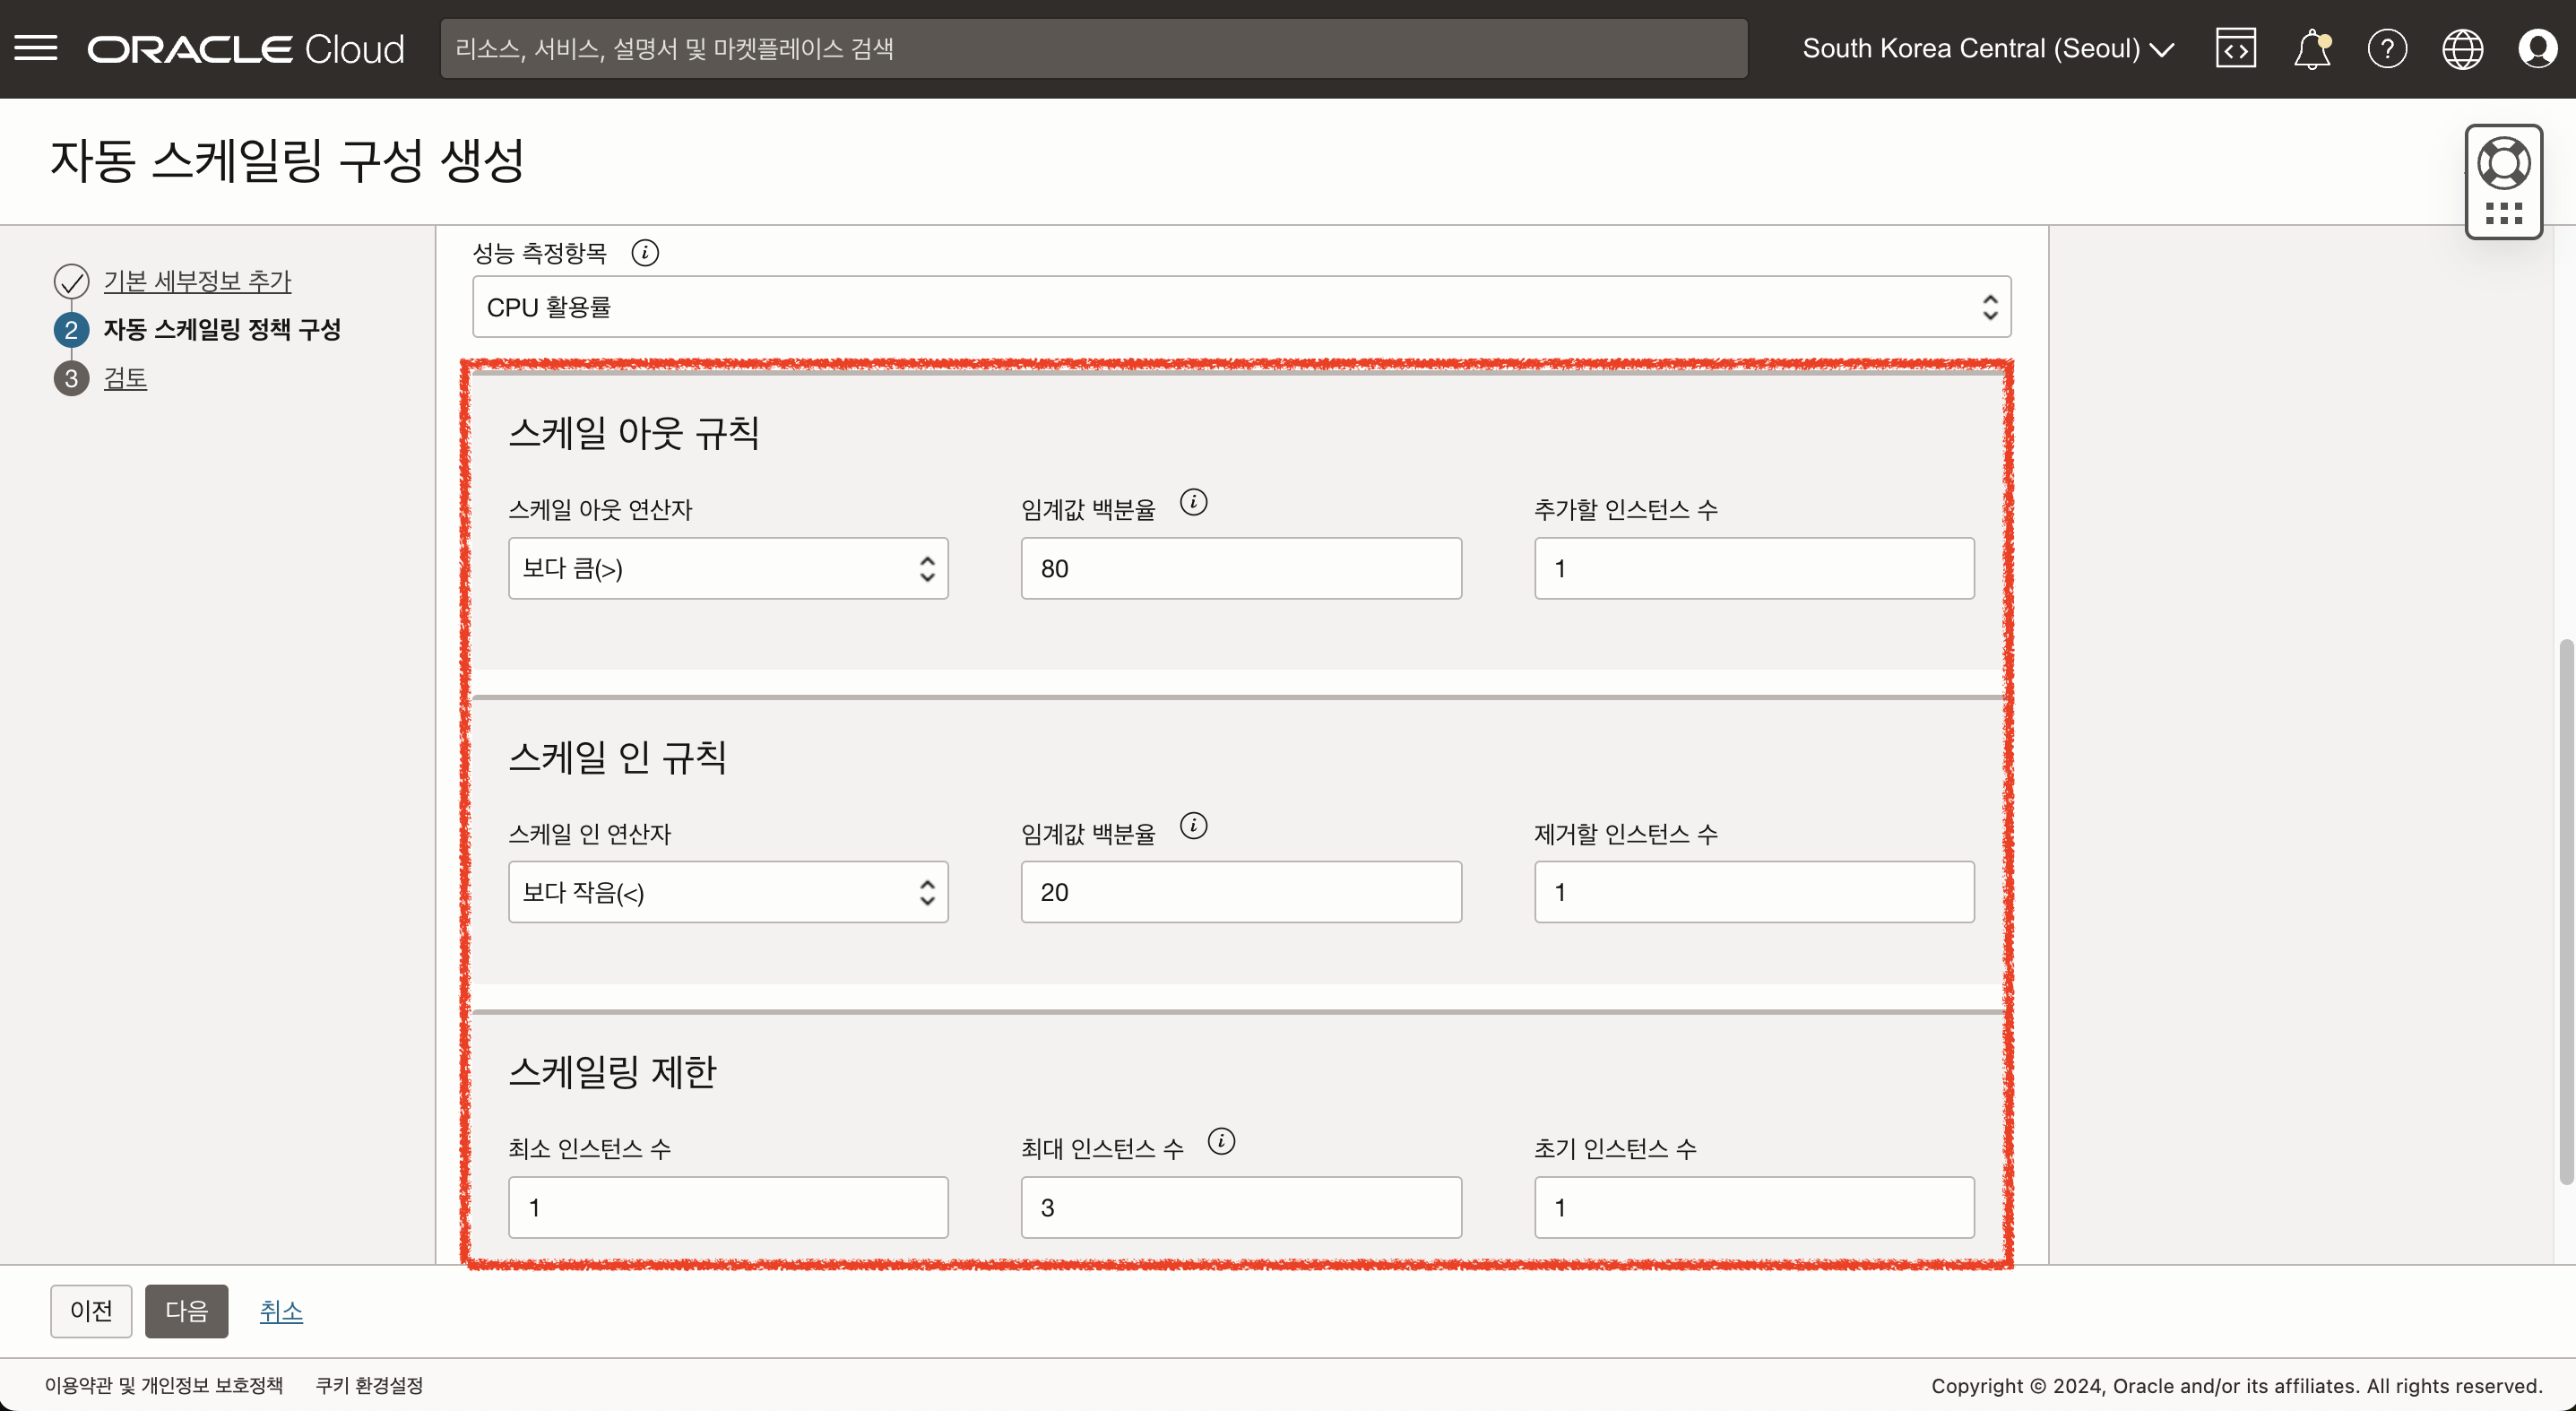 ORACLE Cloud
리소스, 서비스, 설명서 및 마켓플레이스 검색
South Korea Central (Seoul)
자동 스케일링 구성 생성
기본 세부정보 추가
2 자동 스케일링 정책 구성
3 검토
성능 측정항목
CPU 활용률
스케일 아웃 규칙
스케일 아웃 연산자 임계값 백분율 추가할 인스턴스 수
보다 큼(>) 80 1
스케일 인 규칙
스케일 인 연산자 임계값 백분율 제거할 인스턴스 수
보다 작음(<) 20 1
스케일링 제한
최소 인스턴스 수 최대 인스턴스 수 초기 인스턴스 수
1 3 1
이전 다음 취소
이용약관 및 개인정보 보호정책 쿠키 환경설정 Copyright © 2024, Oracle and/or its affiliates. All rights reserved.